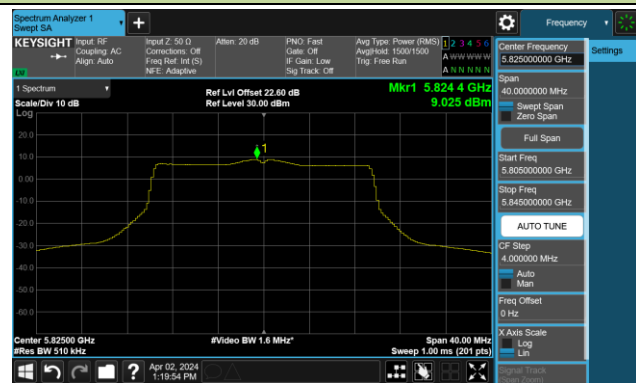 Spectrum Analyzer 1
Swept SA
+
Frequency
KEYSIGHT
Input: RF
Coupling: AC
Align: Auto
Input Z: 50 Ω
Corrections: Off
Freq Ref: Int (S)
NFE: Adaptive
Atten: 20 dB
PNO: Fast
Gate: Off
IF Gain: Low
Sig Track: Off
Avg Type: Power (RMS)
Avg|Hold: 1500/1500
Trig: Free Run
1 2 3 4 5 6
A W W W W W
A N N N N N
LV
1 Spectrum
Scale/Div 10 dB
Log
Ref Lvl Offset 22.60 dB
Ref Level 30.00 dBm
Mkr1 5.824 4 GHz
9.025 dBm
1
20.0
10.0
0.00
-10.0
-20.0
-30.0
-40.0
-50.0
-60.0
Center 5.82500 GHz
#Res BW 510 kHz
#Video BW 1.6 MHz*
Span 40.00 MHz
Sweep 1.00 ms (201 pts)
Center Frequency
5.825000000 GHz
Settings
Span
40.0000000 MHz
Swept Span
Zero Span
Full Span
Start Freq
5.805000000 GHz
Stop Freq
5.845000000 GHz
AUTO TUNE
CF Step
4.000000 MHz
Auto
Man
Freq Offset
0 Hz
X Axis Scale
Log
Lin
Signal Track
(Span Zoom)
?
Apr 02, 2024
1:19:54 PM